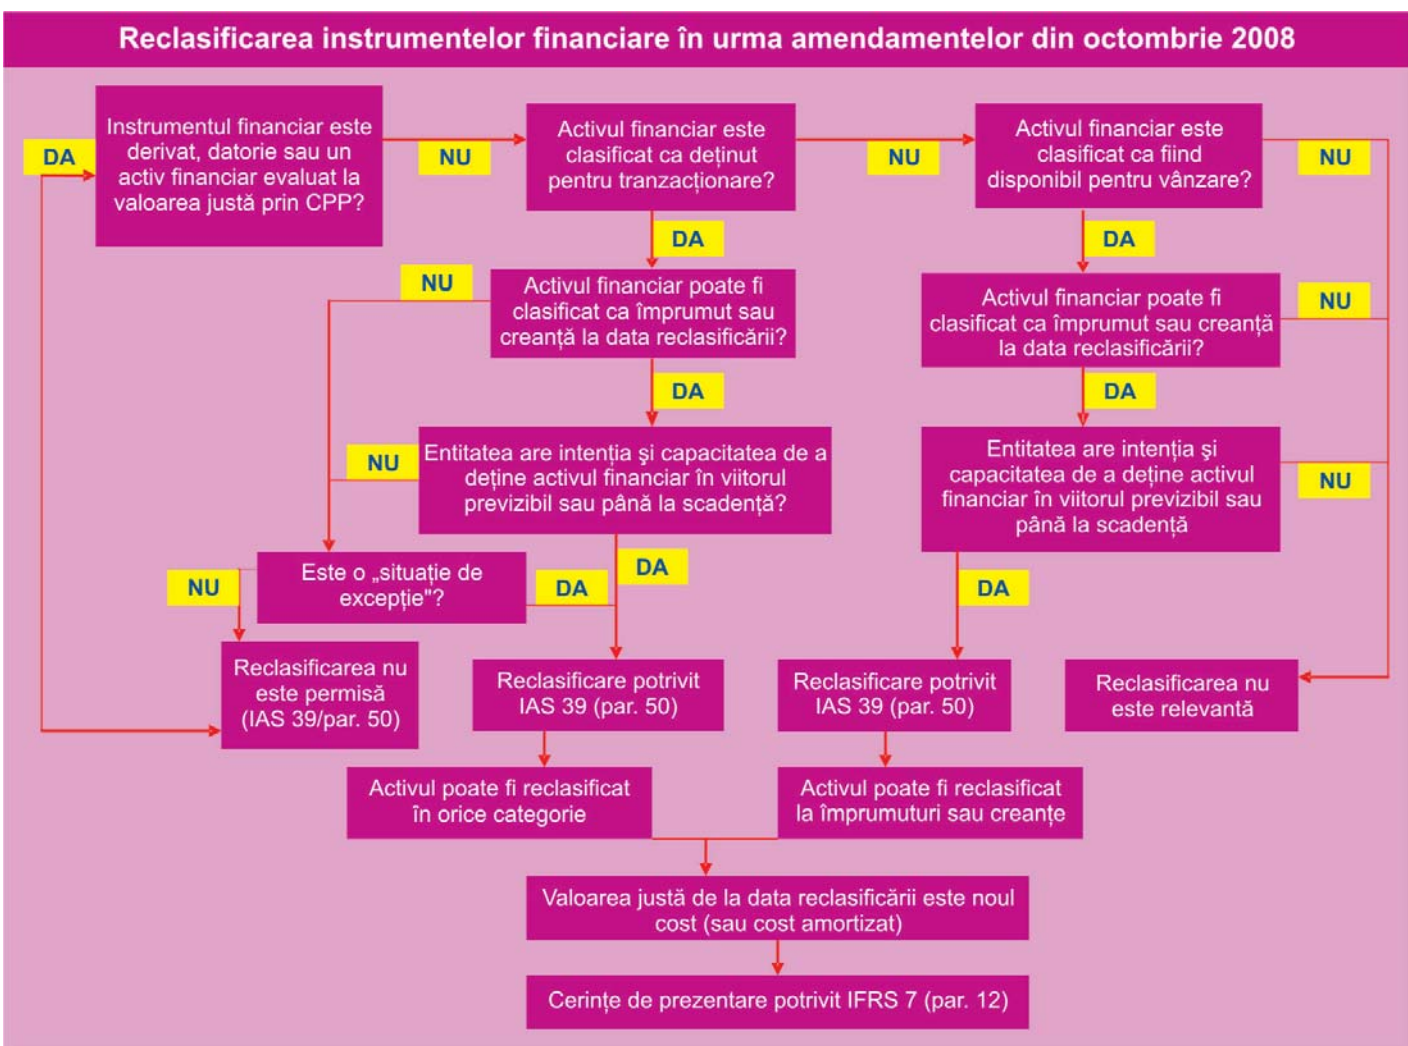 Reclasificarea instrumentelor financiare în urma amendamentelor din octombrie 2008
Instrumentul financiar este
derivat, datorie sau un
activ financiar evaluat la
valoarea justă prin CPP?
DA
NU
Activul financiar este
clasificat ca deținut
pentru tranzacționare?
NU
Activul financiar este
clasificat ca fiind
disponibil pentru vânzare?
NU
DA
DA
NU
Activul financiar poate fi
clasificat ca împrumut sau
creanță la data reclasificării?
Activul financiar poate fi
clasificat ca împrumut sau creanță
la data reclasificării?
NU
DA
DA
NU
Entitatea are intenția și capacitatea de a
deține activul financiar în viitorul
previzibil sau până la scadență?
Entitatea are intenția și
capacitatea de a deține activul
financiar în viitorul previzibil sau
până la scadență
NU
NU
Este o „situație de
excepție"?
DA
DA
DA
Reclasificarea nu
este permisă
(IAS 39/par. 50)
Reclasificare potrivit
IAS 39 (par. 50)
Reclasificare potrivit
IAS 39 (par. 50)
Reclasificarea nu
este relevantă
Activul poate fi reclasificat
în orice categorie
Activul poate fi reclasificat
la împrumuturi sau creanțe
Valoarea justă de la data reclasificării este noul
cost (sau cost amortizat)
Cerințe de prezentare potrivit IFRS 7 (par. 12)